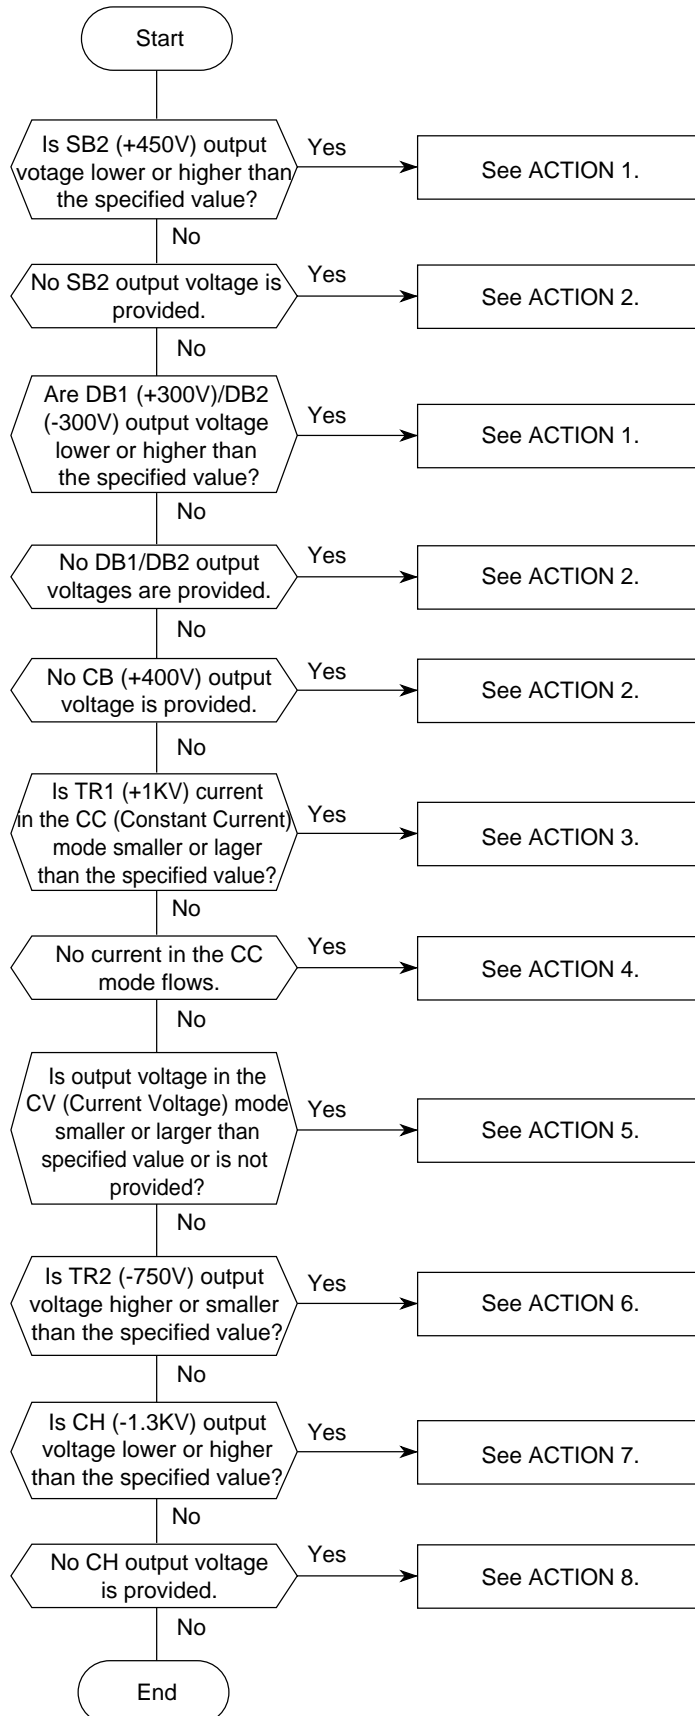 Start
Is SB2 (+450V) output
votage lower or higher than
the specified value?
Yes
See ACTION 1.
No
No SB2 output voltage is
provided.
Yes
See ACTION 2.
No
Are DB1 (+300V)/DB2
(-300V) output voltage
lower or higher than
the specified value?
Yes
See ACTION 1.
No
No DB1/DB2 output
voltages are provided.
Yes
See ACTION 2.
No
No CB (+400V) output
voltage is provided.
Yes
See ACTION 2.
No
Is TR1 (+1KV) current
in the CC (Constant Current)
mode smaller or lager
than the specified value?
Yes
See ACTION 3.
No
No current in the CC
mode flows.
Yes
See ACTION 4.
No
Is output voltage in the
CV (Current Voltage) mode
smaller or larger than
specified value or is not
provided?
Yes
See ACTION 5.
No
Is TR2 (-750V) output
voltage higher or smaller
than the specified value?
Yes
See ACTION 6.
No
Is CH (-1.3KV) output
voltage lower or higher
than the specified value?
Yes
See ACTION 7.
No
No CH output voltage
is provided.
Yes
See ACTION 8.
No
End